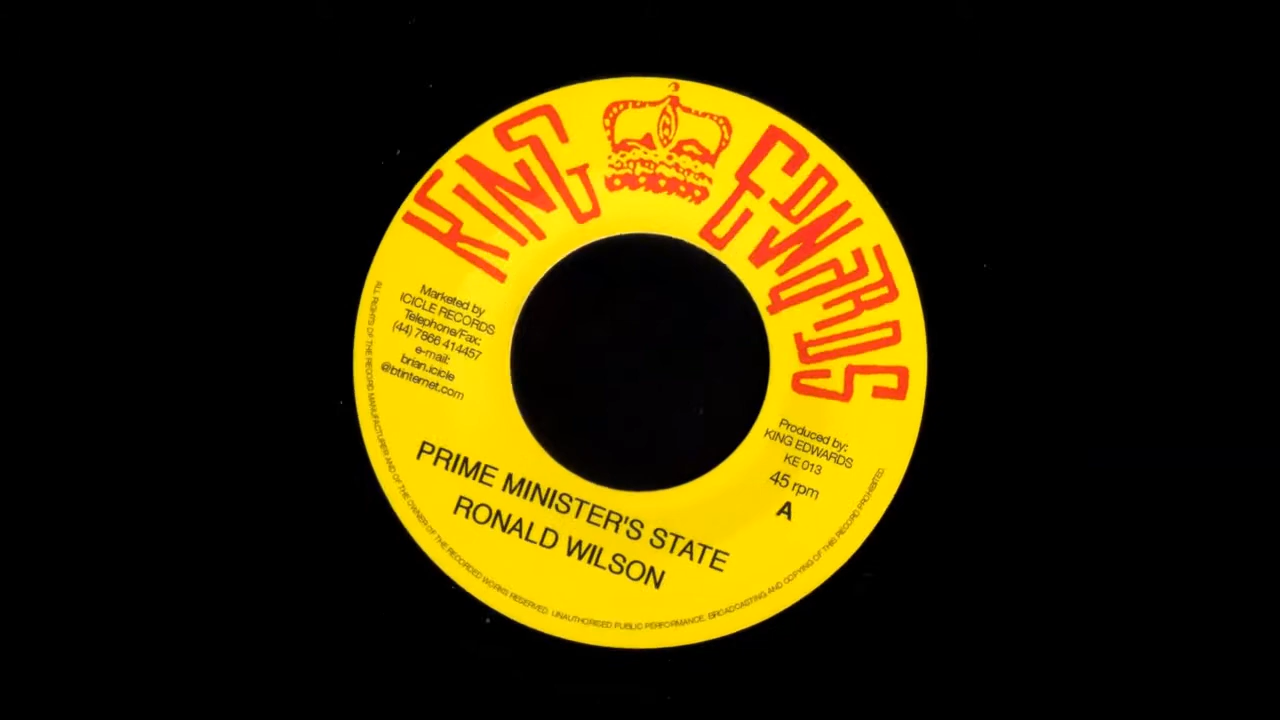 KING EDWARDS
Marketed by
ICICLE RECORDS
Telephone/Fax:
(44) 7866 414457
e-mail:
brian.icicle
@btinternet.com
Produced by:
KING EDWARDS
KE 013
45 rpm
A
PRIME MINISTER'S STATE
RONALD WILSON
ALL RIGHTS OF THE RECORD MANUFACTURER AND OF THE OWNER OF THE RECORDED WORKS RESERVED. UNAUTHORISED PUBLIC PERFORMANCE, BROADCASTING AND COPYING OF THIS RECORD PROHIBITED.